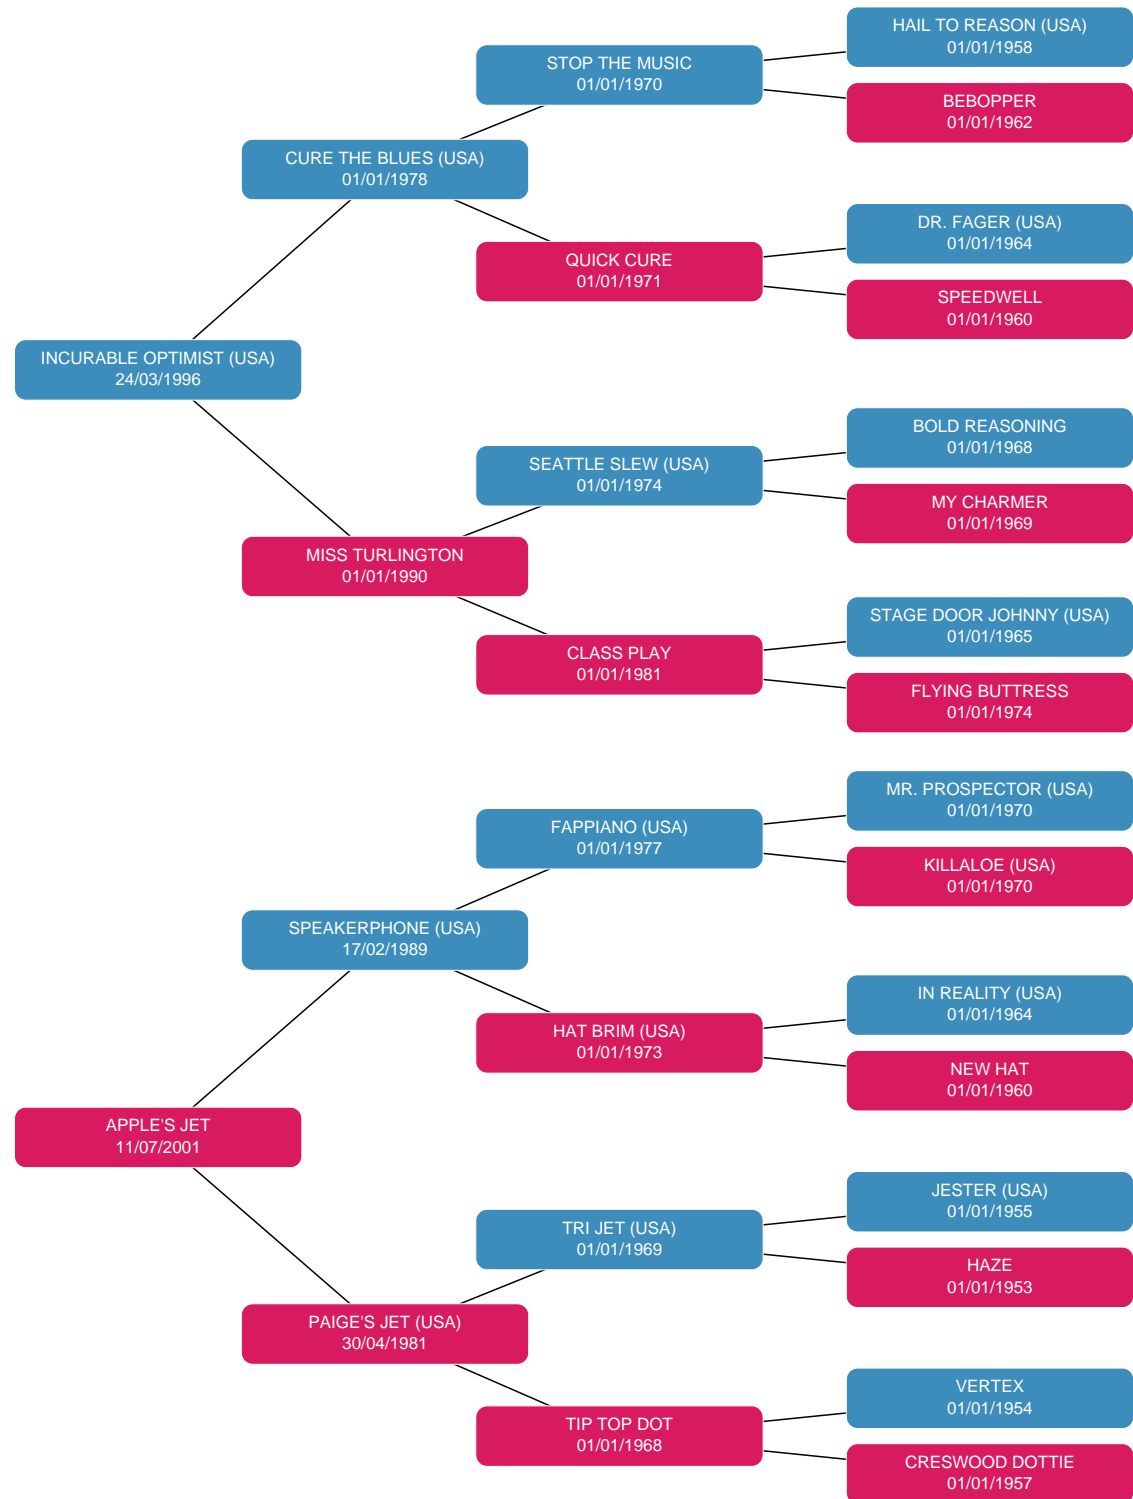 HAIL TO REASON (USA)
01/01/1958
STOP THE MUSIC
01/01/1970
BEBOPPER
01/01/1962
CURE THE BLUES (USA)
01/01/1978
DR. FAGER (USA)
01/01/1964
QUICK CURE
01/01/1971
SPEEDWELL
01/01/1960
INCURABLE OPTIMIST (USA)
24/03/1996
BOLD REASONING
01/01/1968
SEATTLE SLEW (USA)
01/01/1974
MY CHARMER
01/01/1969
MISS TURLINGTON
01/01/1990
STAGE DOOR JOHNNY (USA)
01/01/1965
CLASS PLAY
01/01/1981
FLYING BUTTRESS
01/01/1974
MR. PROSPECTOR (USA)
01/01/1970
FAPPIANO (USA)
01/01/1977
KILLALOE (USA)
01/01/1970
SPEAKERPHONE (USA)
17/02/1989
IN REALITY (USA)
01/01/1964
HAT BRIM (USA)
01/01/1973
NEW HAT
01/01/1960
APPLE'S JET
11/07/2001
JESTER (USA)
01/01/1955
TRI JET (USA)
01/01/1969
HAZE
01/01/1953
PAIGE'S JET (USA)
30/04/1981
VERTEX
01/01/1954
TIP TOP DOT
01/01/1968
CRESWOOD DOTTIE
01/01/1957